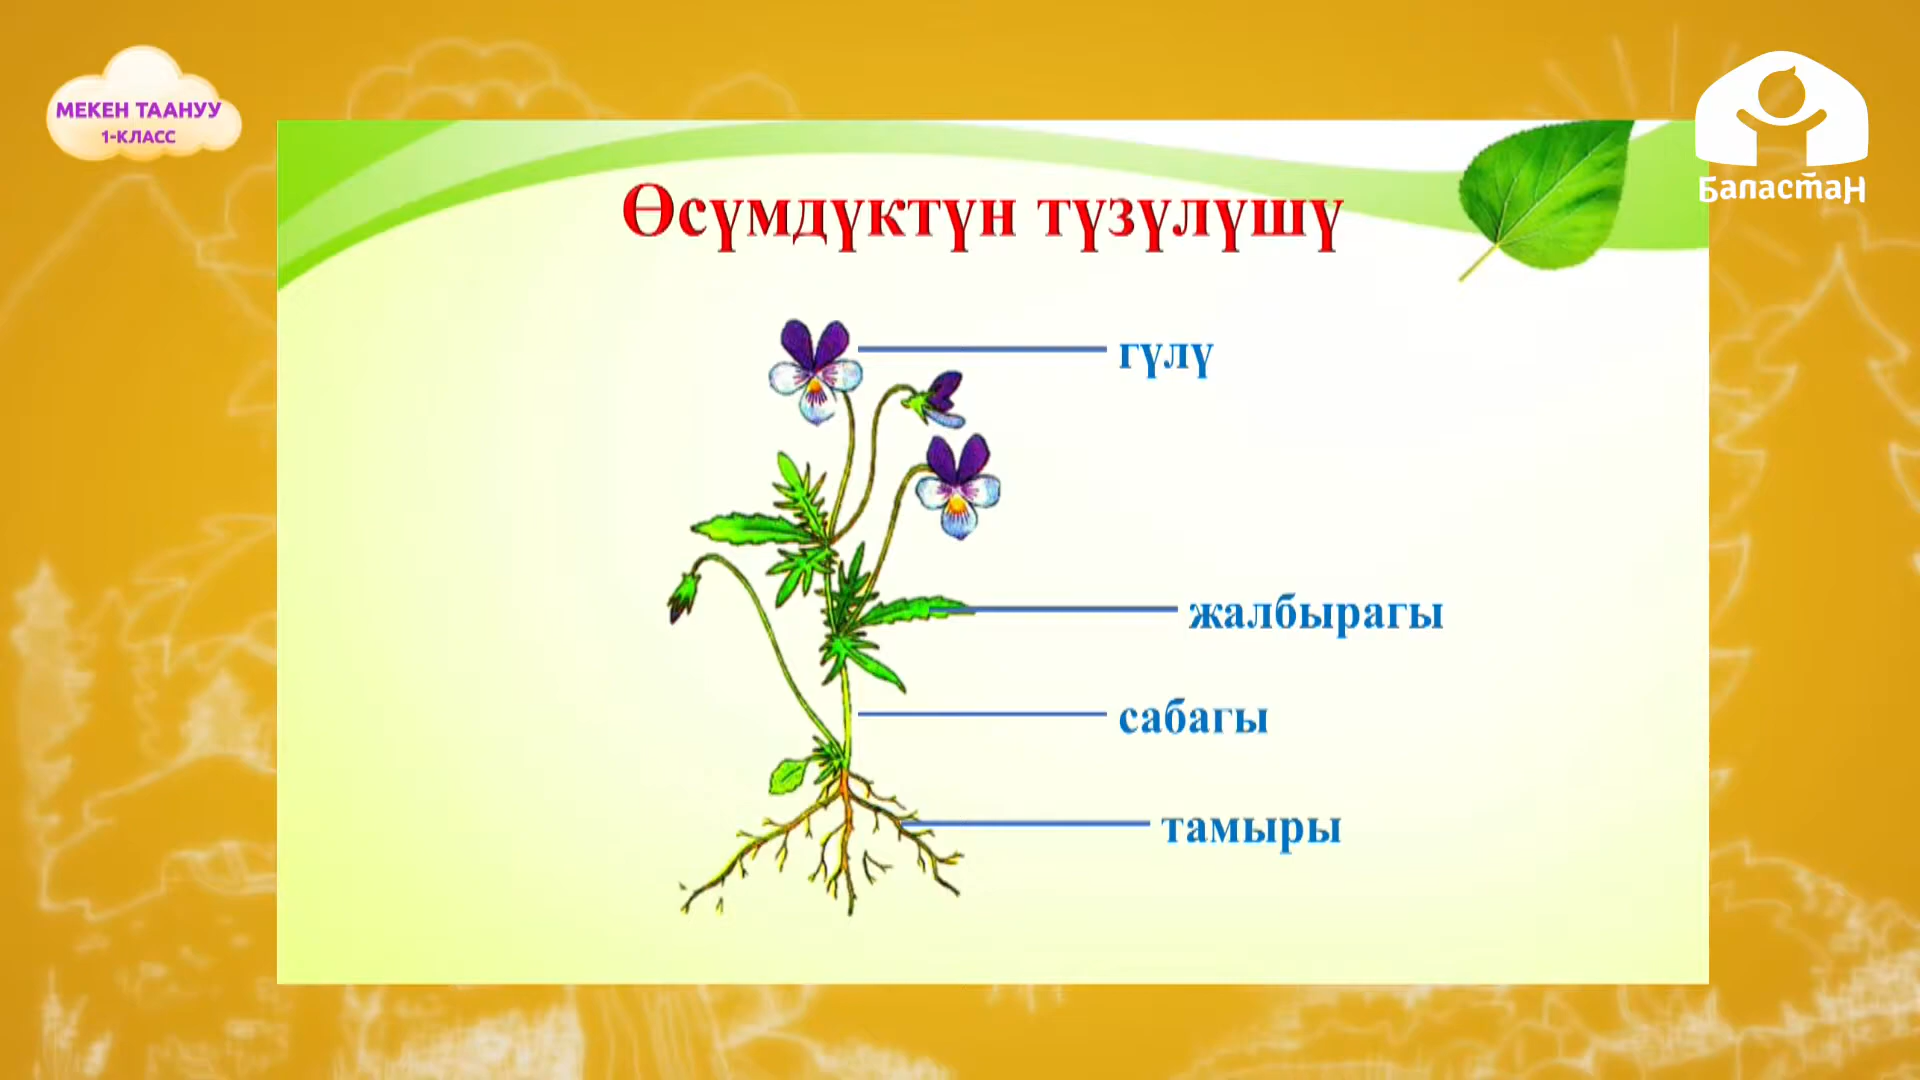 МЕКЕН ТААНУУ
1-КЛАСС
Баластан
Өсүмдүктүн түзүлүшү
гүлү
жалбырагы
сабагы
тамыры